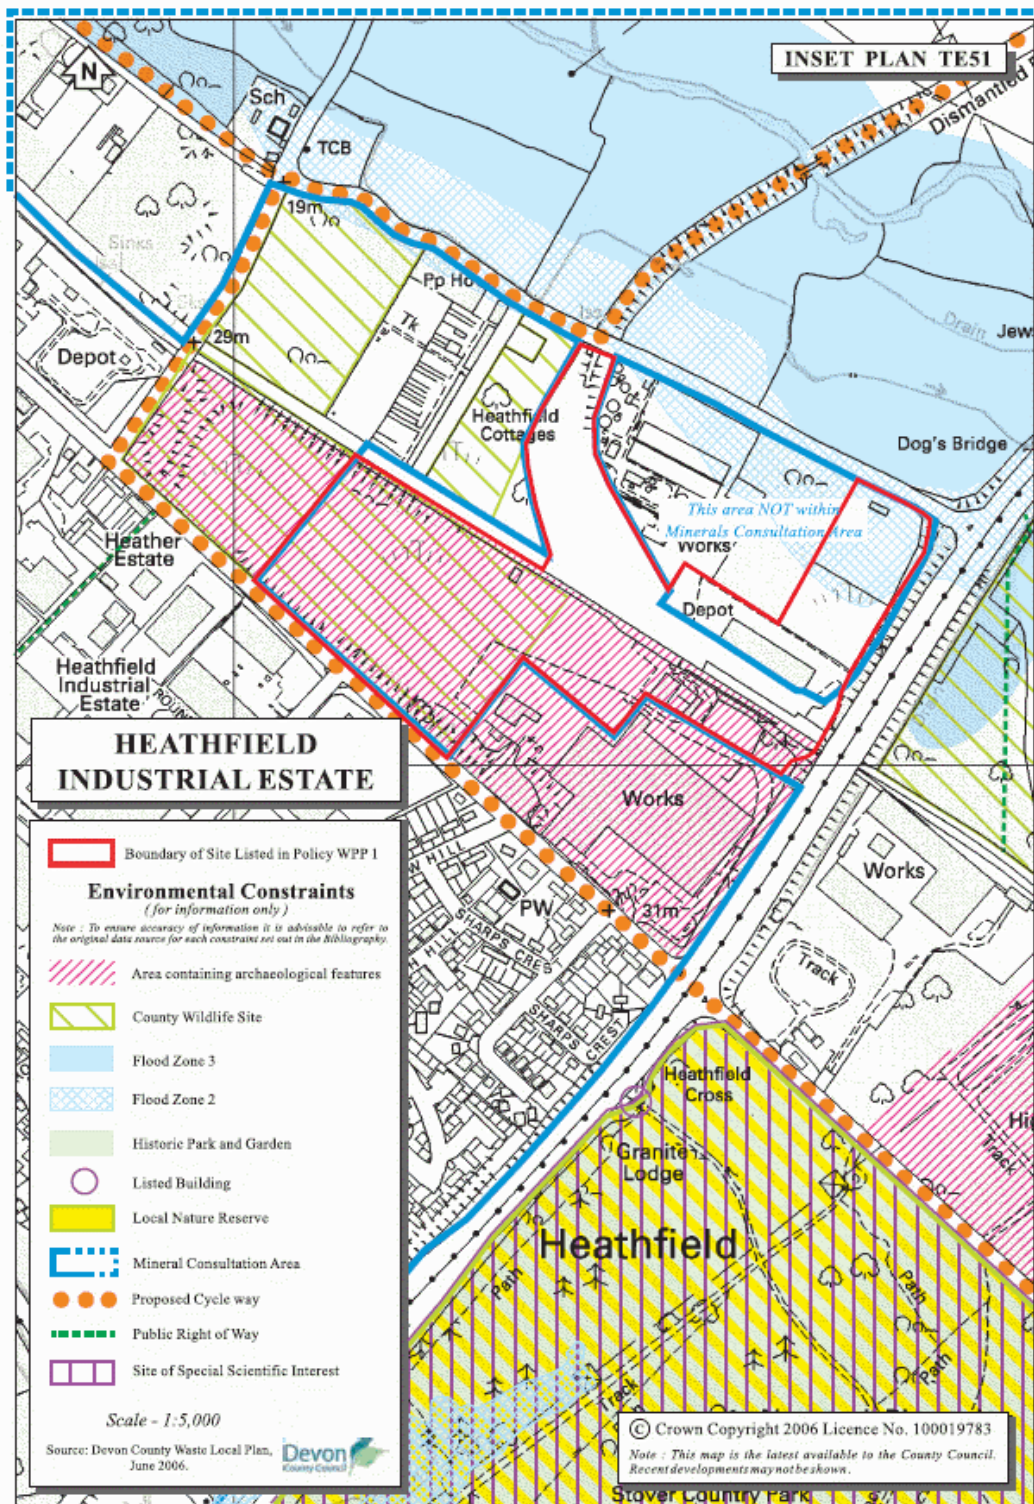 INSET PLAN TE51
N
Sch
TCB
Dismantled
19m
Sinks
Pp Ho
Tk
29m
Depot
Drain
Jew
Heathfield
Cottages
Dog's Bridge
This area NOT within
Minerals Consultation Area
Works
Heather
Estate
Depot
Heathfield
Industrial
Estate
ROUN
HEATHFIELD
INDUSTRIAL ESTATE
Works
Works
Boundary of Site Listed in Policy WPP 1
Environmental Constraints
(for information only)
Note : To ensure accuracy of information it is advisable to refer to
the original data source for each constraint set out in the Bibliography.
Area containing archaeological features
County Wildlife Site
Flood Zone 3
Flood Zone 2
Historic Park and Garden
Listed Building
Local Nature Reserve
Mineral Consultation Area
Proposed Cycle way
Public Right of Way
Site of Special Scientific Interest
Scale - 1:5,000
Source: Devon County Waste Local Plan,
June 2006.
Devon
County Council
HILL
HILL
PW
31m
SHARPS CRES
SHARPS CREST
Track
Heathfield
Cross
Granite
Lodge
Hi
Track
Heathfield
Path
Path
Path
Track
© Crown Copyright 2006 Licence No. 100019783
Note : This map is the latest available to the County Council.
Recent developments may not be shown.
Stover Country Park